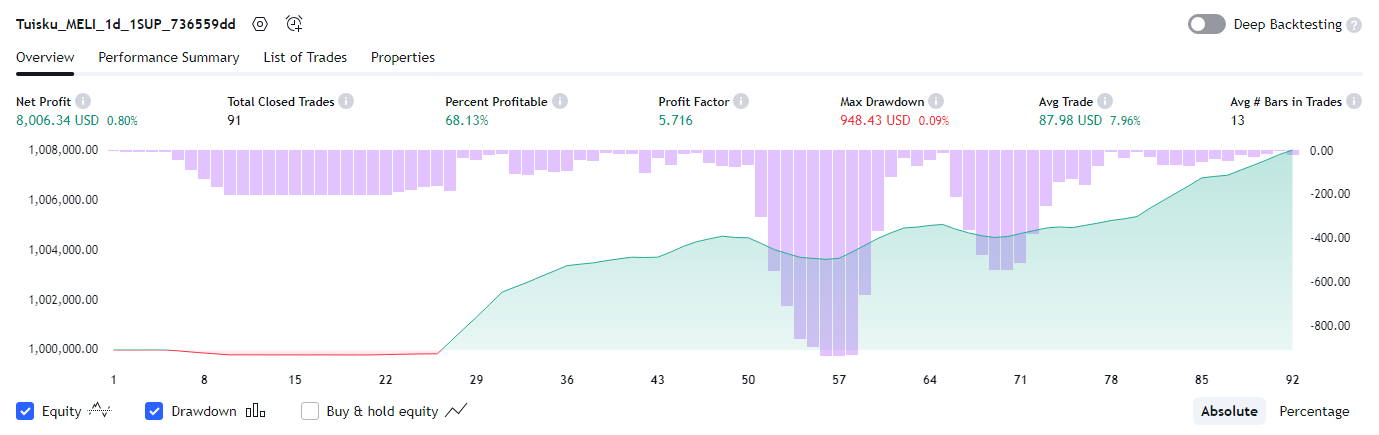 Tuisku_MELI_1d_1SUP_736559dd Deep Backtesting ?
Overview Performance Summary List of Trades Properties
Net Profit Total Closed Trades Percent Profitable Profit Factor Max Drawdown Avg Trade Avg # Bars in Trades
8,006.34 USD 0.80% 91 68.13% 5.716 948.43 USD 0.09% 87.98 USD 7.96% 13
1,008,000.00 0.00
1,006,000.00 -200.00
1,004,000.00 -400.00
1,002,000.00 -600.00
1,000,000.00 -800.00
1 8 15 22 29 36 43 50 57 64 71 78 85 92
Equity Drawdown Buy & hold equity Absolute Percentage